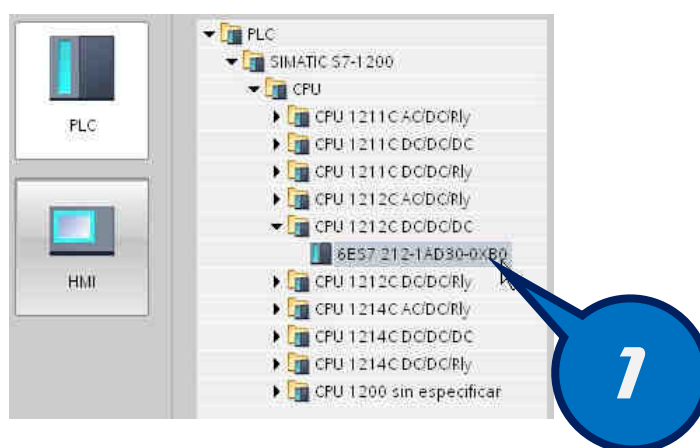 PLC
HMI
PLC
SIMATIC S7-1200
CPU
CPU 1211C AC/DC/Rly
CPU 1211C DC/DC/DC
CPU 1211C DC/DC/Rly
CPU 1212C AC/DC/Rly
CPU 1212C DC/DC/DC
6ES7 212-1AD30-0XB0
CPU 1212C DC/DC/Rly
CPU 1214C AC/DC/Rly
CPU 1214C DC/DC/DC
CPU 1214C DC/DC/Rly
CPU 1200 sin especificar
7